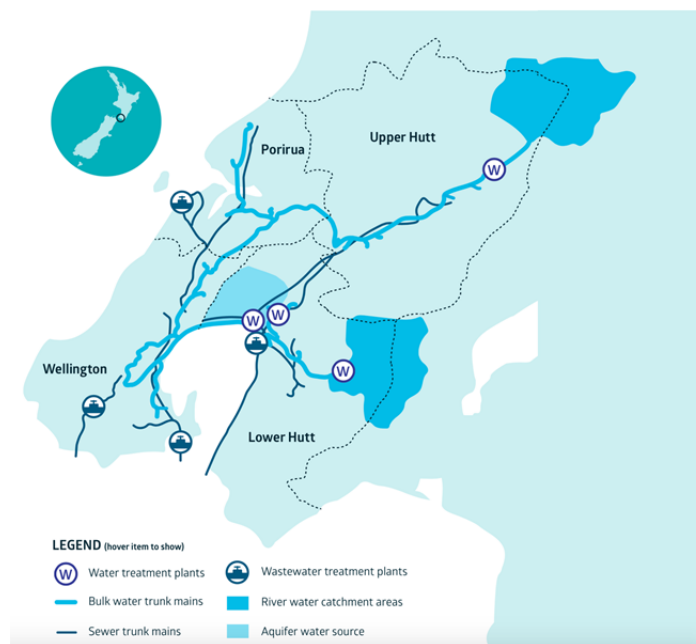 Porirua
Upper Hutt
W
W
W
Wellington
W
Lower Hutt
LEGEND (hover item to show)
W Water treatment plants
Wastewater treatment plants
Bulk water trunk mains
River water catchment areas
Sewer trunk mains
Aquifer water source